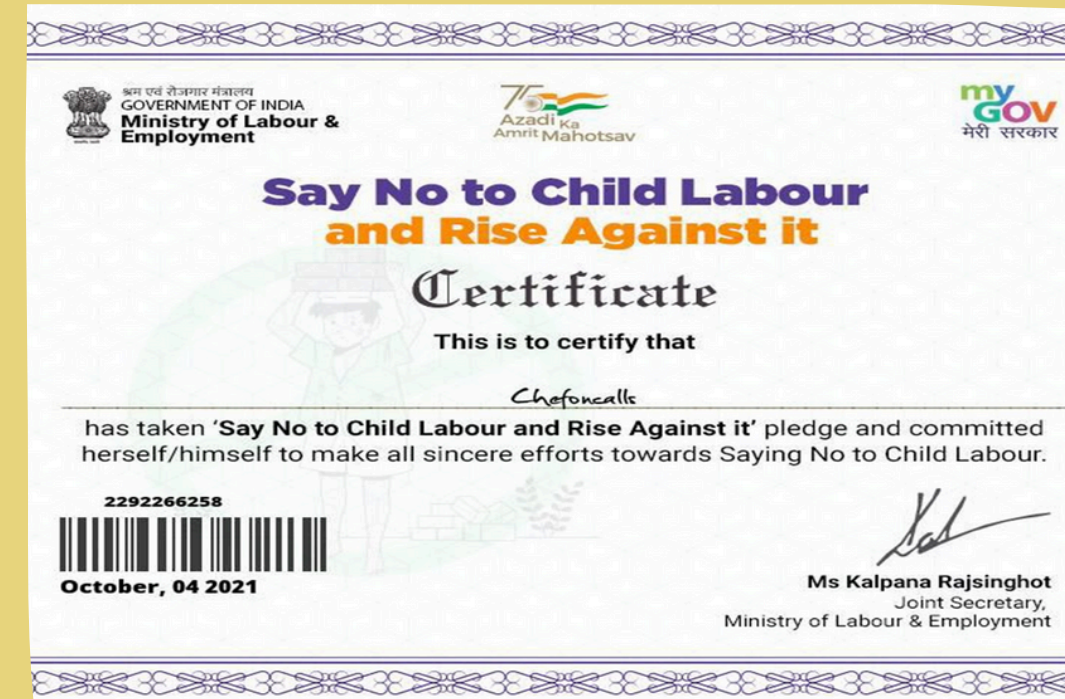 श्रम एवं रोजगार मंत्रालय
GOVERNMENT OF INDIA
Ministry of Labour &
Employment
75
Azadi Ka
Amrit Mahotsav
my
GOV
मेरी सरकार
Say No to Child Labour
and Rise Against it
Certificate
This is to certify that
Chefoncalls
has taken ‘Say No to Child Labour and Rise Against it’ pledge and committed
herself/himself to make all sincere efforts towards Saying No to Child Labour.
2292266258
October, 04 2021
Ms Kalpana Rajsinghot
Joint Secretary,
Ministry of Labour & Employment